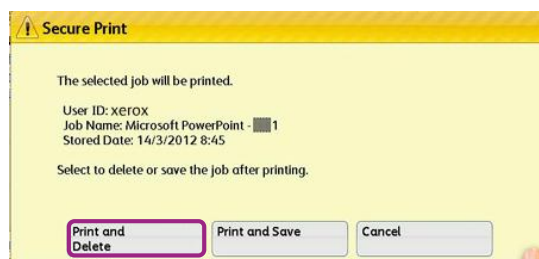 Secure Print
The selected job will be printed.
User ID: xerox
Job Name: Microsoft PowerPoint - 1
Stored Date: 14/3/2012 8:45
Select to delete or save the job after printing.
Print and
Delete
Print and Save
Cancel